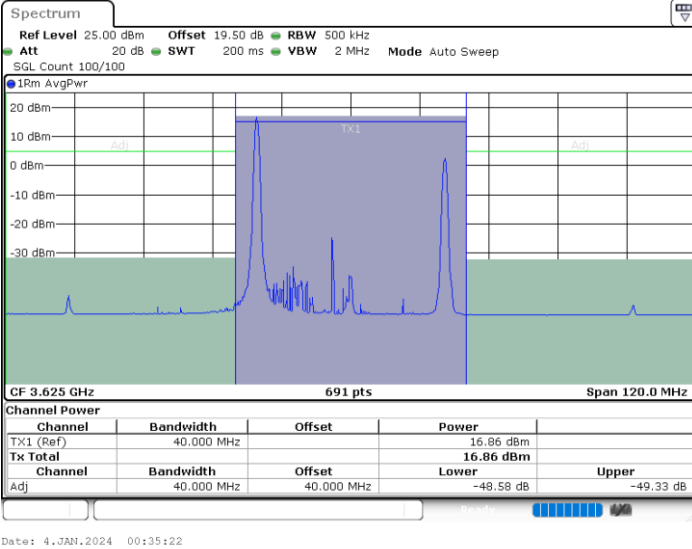 Spectrum
Ref Level 25.00 dBm Offset 19.50 dB RBW 500 kHz
Att 20 dB SWT 200 ms VBW 2 MHz Mode Auto Sweep
SGL Count 100/100
1Rm AvgPwr
20 dBm
TX1
10 dBm
Adj Adj
0 dBm
-10 dBm
-20 dBm
-30 dBm
CF 3.625 GHz 691 pts Span 120.0 MHz
Channel Power
Channel Bandwidth Offset Power
TX1 (Ref) 40.000 MHz 16.86 dBm
Tx Total 16.86 dBm
Channel Bandwidth Offset Lower Upper
Adj 40.000 MHz 40.000 MHz -48.58 dB -49.33 dB
Ready
Date: 4.JAN.2024 00:35:22